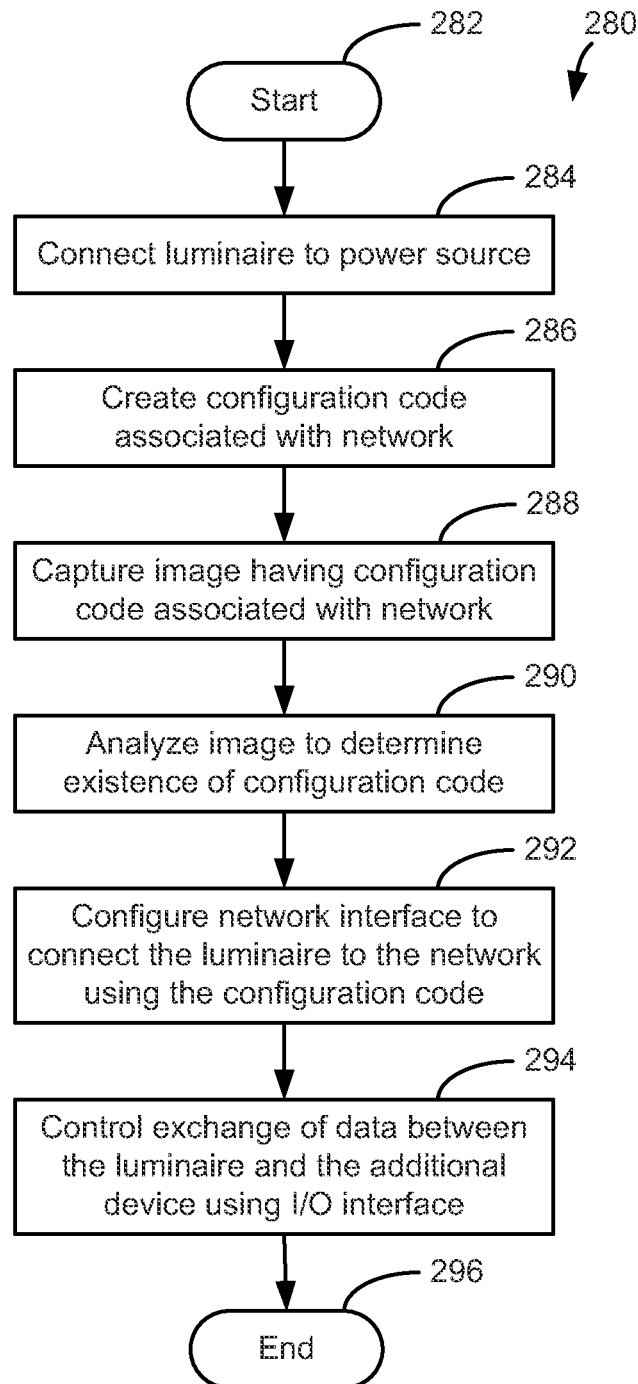 282
280
Start
284
Connect luminaire to power source
286
Create configuration code
associated with network
288
Capture image having configuration
code associated with network
290
Analyze image to determine
existence of configuration code
292
Configure network interface to
connect the luminaire to the network
using the configuration code
294
Control exchange of data between
the luminaire and the additional
device using I/O interface
296
End